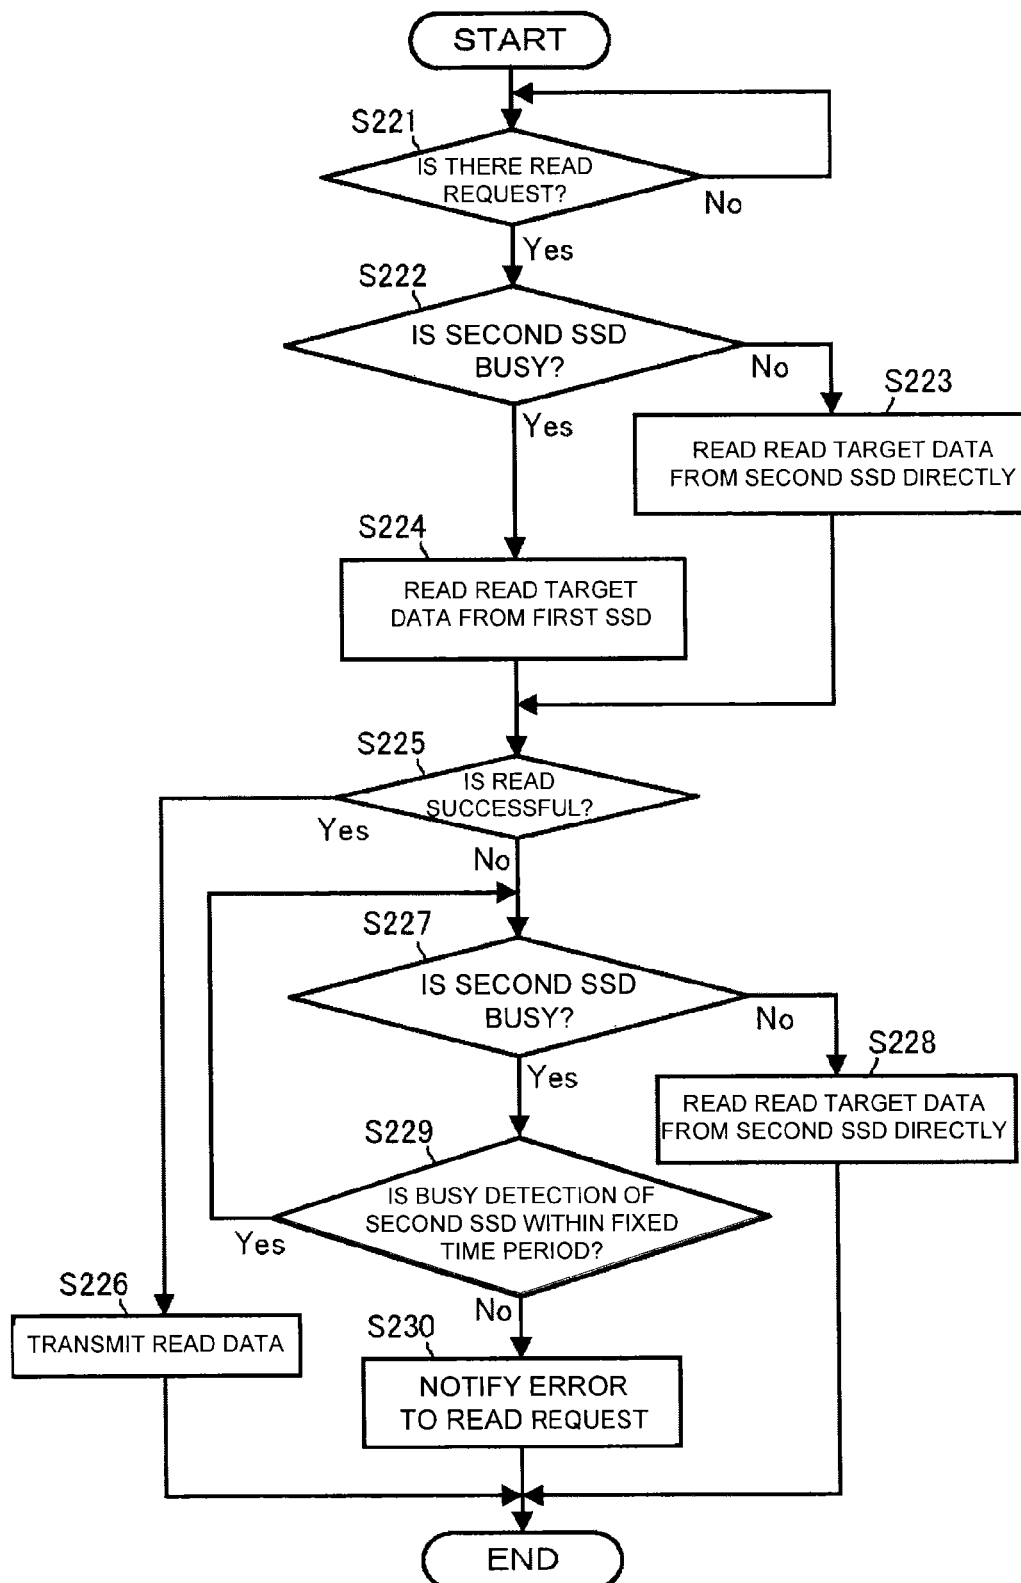 START
S221
IS THERE READ
REQUEST?
No
Yes
S222
IS SECOND SSD
BUSY?
No
Yes
S223
READ READ TARGET DATA
FROM SECOND SSD DIRECTLY
S224
READ READ TARGET
DATA FROM FIRST SSD
S225
IS READ
SUCCESSFUL?
Yes
No
S227
IS SECOND SSD
BUSY?
No
Yes
S228
READ READ TARGET DATA
FROM SECOND SSD DIRECTLY
S229
IS BUSY DETECTION OF
SECOND SSD WITHIN FIXED
TIME PERIOD?
Yes
No
S226
TRANSMIT READ DATA
S230
NOTIFY ERROR
TO READ REQUEST
END